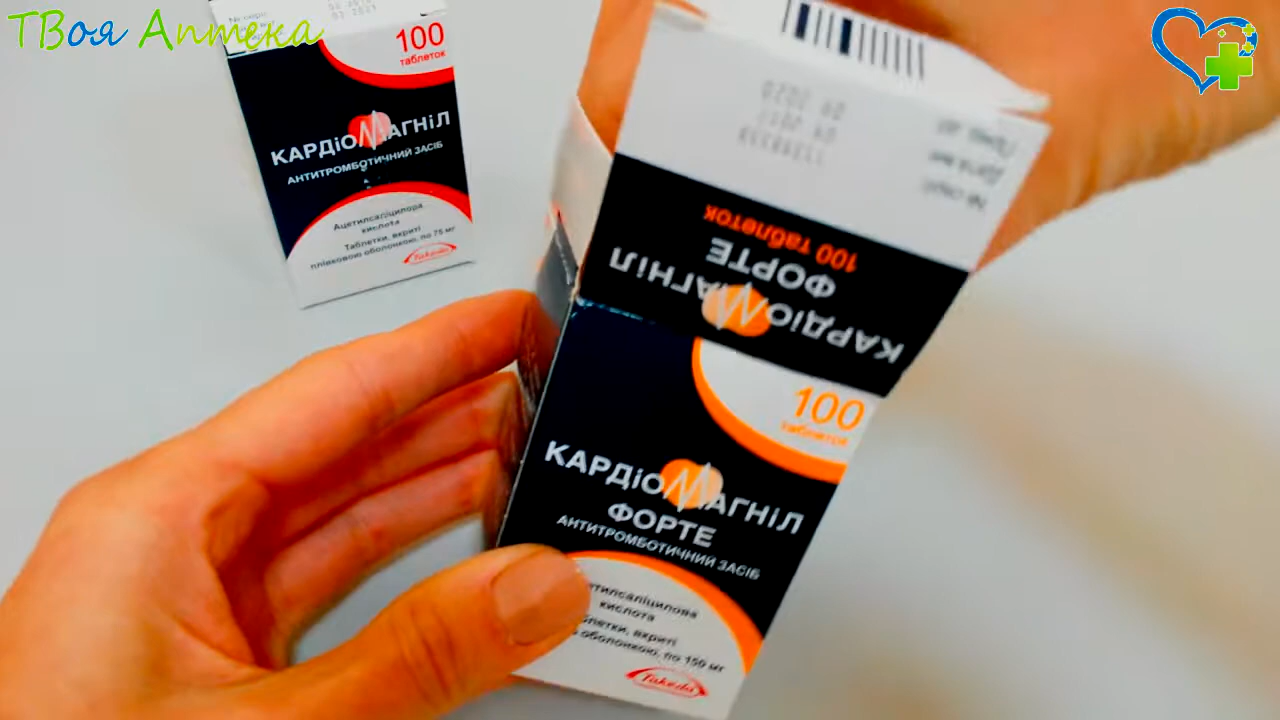 ТВоя Аптека
100
таблеток
КАРДіОМАГНіЛ
АНТИТРОМБОТИЧНИЙ ЗАСІБ
Ацетилсаліцилова
кислота
Таблетки, вкриті
плівковою оболонкою, по 75 мг
Takeda
100 таблеток
ФОРТЕ
КАРДіОМАГНіЛ
100
таблеток
КАРДіОМАГНіЛ
ФОРТЕ
АНТИТРОМБОТИЧНИЙ ЗАСІБ
кислота
вкриті
оболонкою, по 150 мг
Takeda